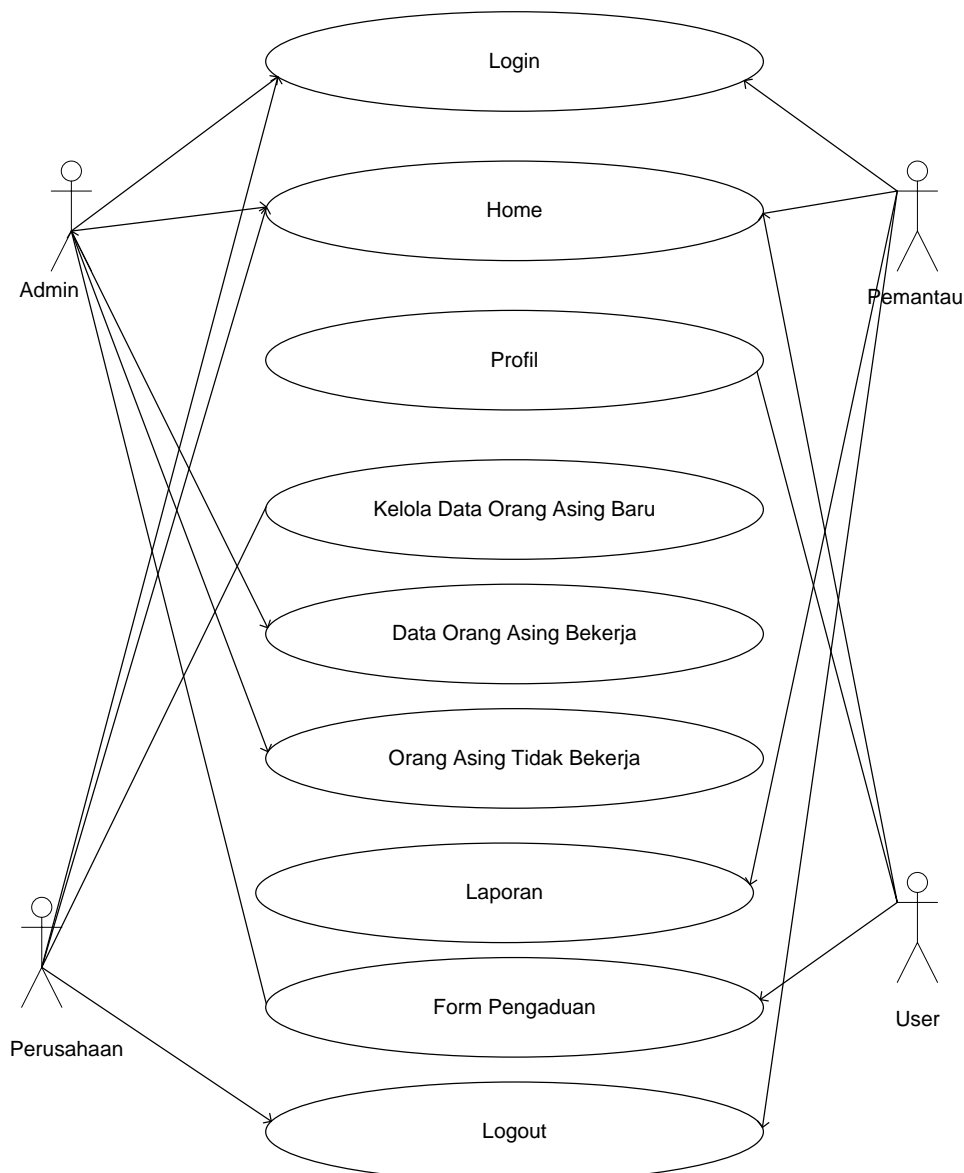 Login
Home
Admin
Pemantau
Profil
Kelola Data Orang Asing Baru
Data Orang Asing Bekerja
Orang Asing Tidak Bekerja
Laporan
Form Pengaduan
User
Perusahaan
Logout